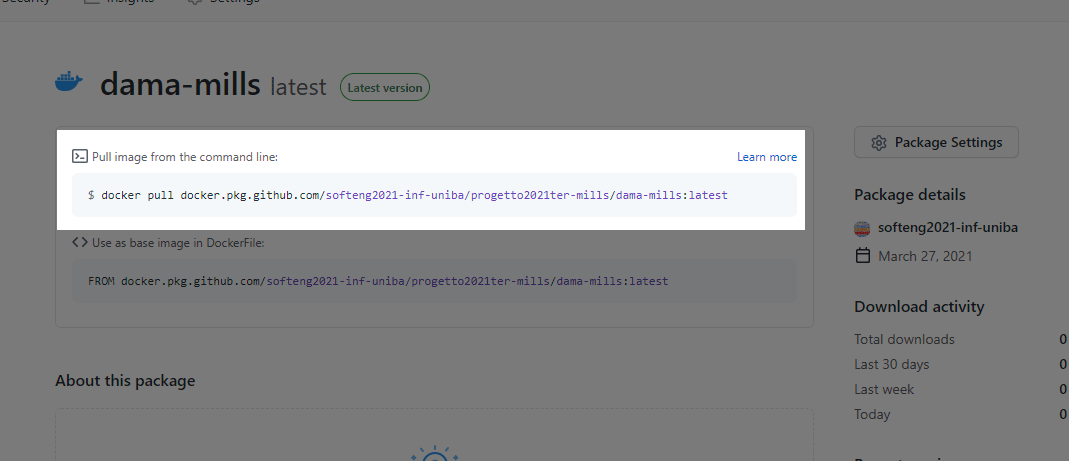 Security Insights Settings
dama-mills latest Latest version
Pull image from the command line: Learn more
$ docker pull docker.pkg.github.com/softeng2021-inf-uniba/progetto2021ter-mills/dama-mills:latest
Use as base image in DockerFile:
FROM docker.pkg.github.com/softeng2021-inf-uniba/progetto2021ter-mills/dama-mills:latest
About this package
Package Settings
Package details
softeng2021-inf-uniba
March 27, 2021
Download activity
Total downloads 0
Last 30 days 0
Last week 0
Today 0